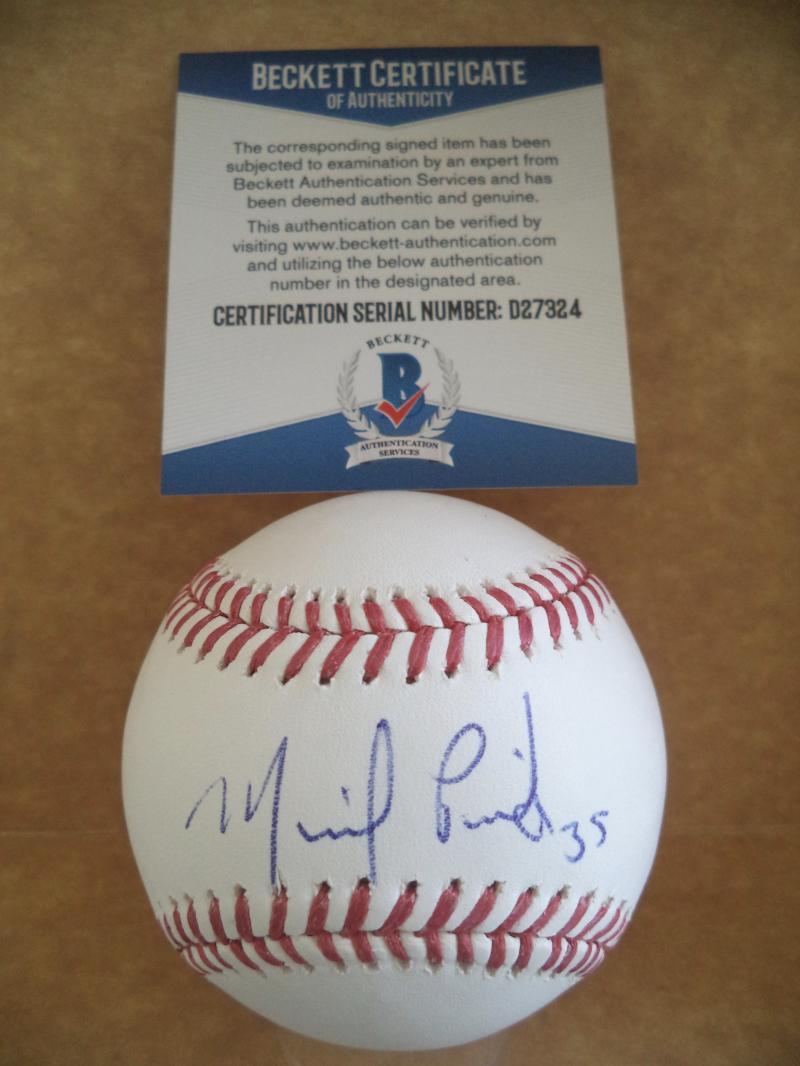 BECKETT CERTIFICATE
OF AUTHENTICITY
The corresponding signed item has been
subjected to examination by an expert from
Beckett Authentication Services and has
been deemed authentic and genuine.
This authentication can be verified by
visiting www.beckett-authentication.com
and utilizing the below authentication
number in the designated area.
CERTIFICATION SERIAL NUMBER: D27324
BECKETT
B
AUTHENTICATION
SERVICES
35